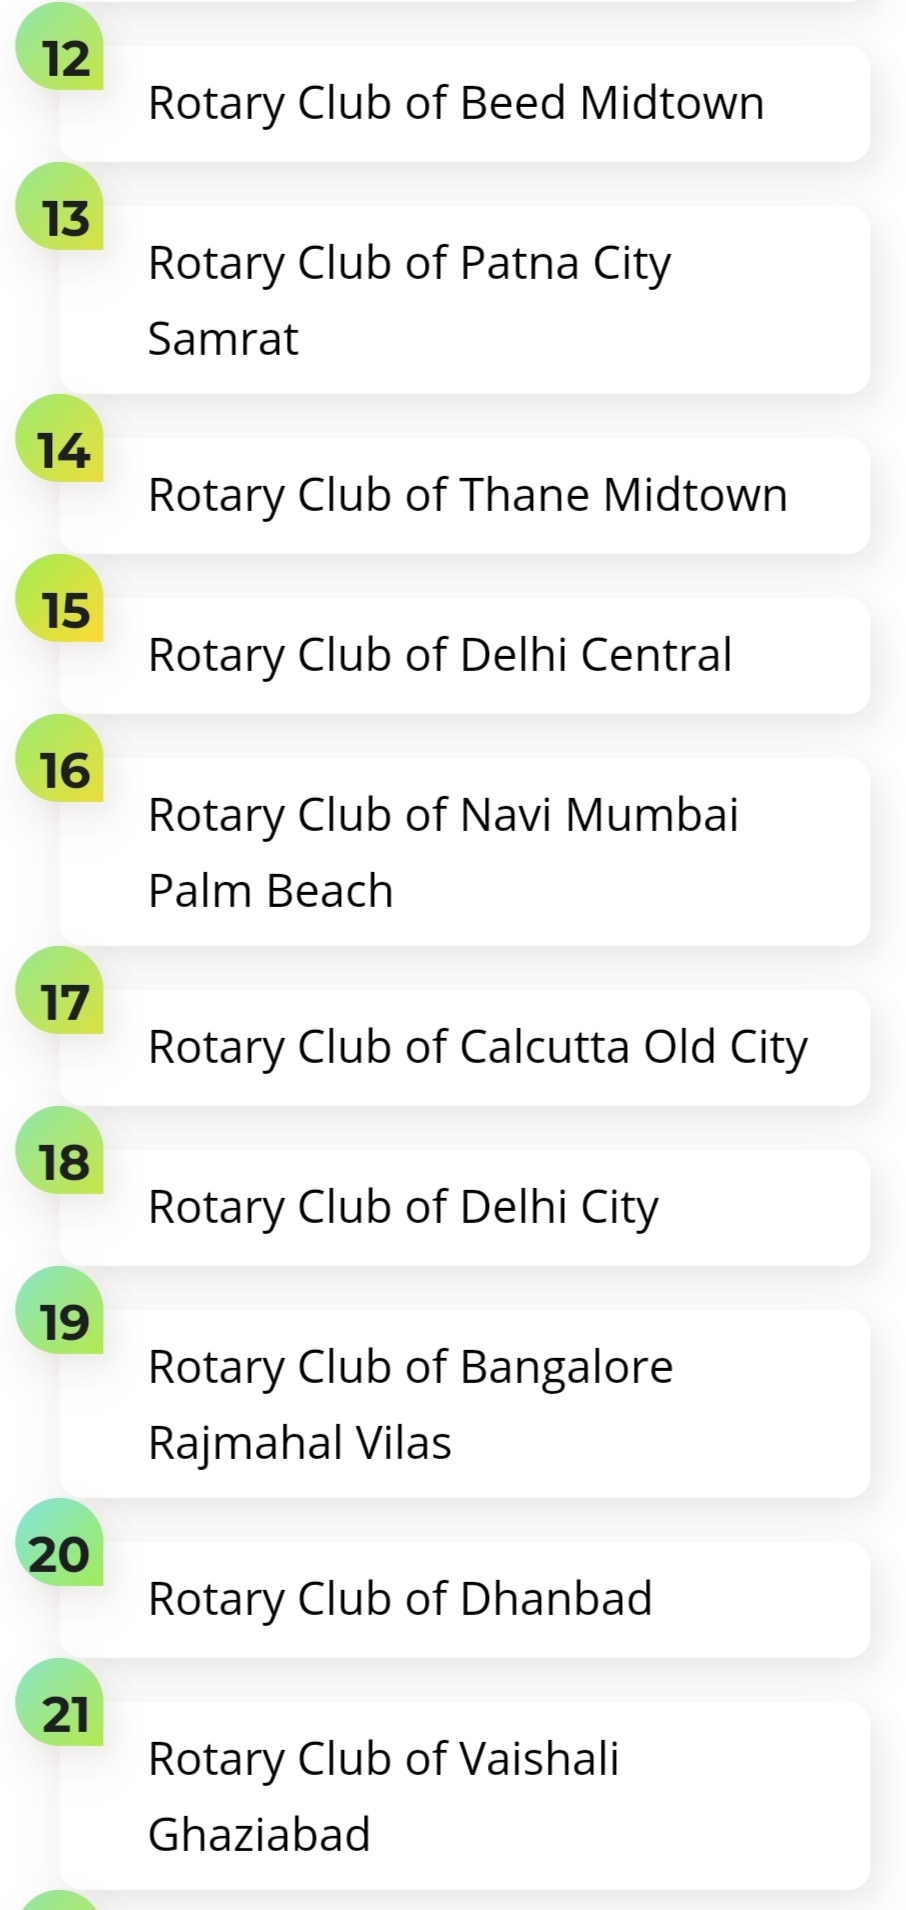 12
Rotary Club of Beed Midtown
13
Rotary Club of Patna City
Samrat
14
Rotary Club of Thane Midtown
15
Rotary Club of Delhi Central
16
Rotary Club of Navi Mumbai
Palm Beach
17
Rotary Club of Calcutta Old City
18
Rotary Club of Delhi City
19
Rotary Club of Bangalore
Rajmahal Vilas
20
Rotary Club of Dhanbad
21
Rotary Club of Vaishali
Ghaziabad